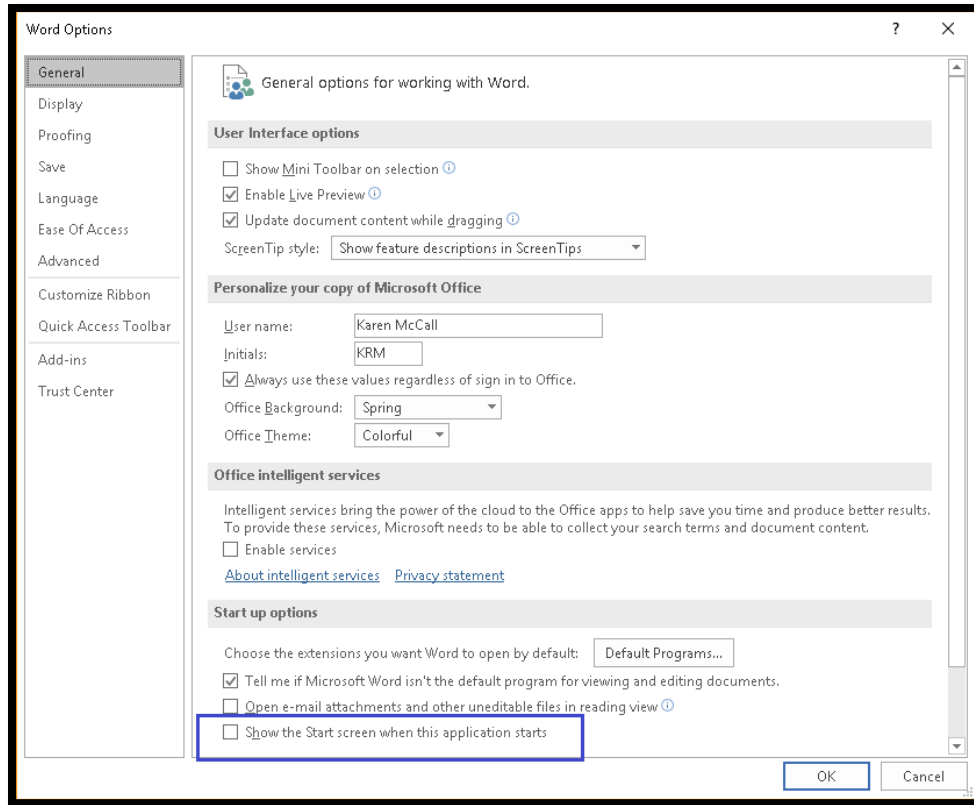 Word Options
?
General
Display
Proofing
Save
Language
Ease Of Access
Advanced
Customize Ribbon
Quick Access Toolbar
Add-ins
Trust Center
General options for working with Word.
User Interface options
Show Mini Toolbar on selection
Enable Live Preview
Update document content while dragging
ScreenTip style: Show feature descriptions in ScreenTips
Personalize your copy of Microsoft Office
User name: Karen McCall
Initials: KRM
Always use these values regardless of sign in to Office.
Office Background: Spring
Office Theme: Colorful
Office intelligent services
Intelligent services bring the power of the cloud to the Office apps to help save you time and produce better results.
To provide these services, Microsoft needs to be able to collect your search terms and document content.
Enable services
About intelligent services Privacy statement
Start up options
Choose the extensions you want Word to open by default: Default Programs...
Tell me if Microsoft Word isn't the default program for viewing and editing documents.
Open e-mail attachments and other uneditable files in reading view
Show the Start screen when this application starts
OK Cancel